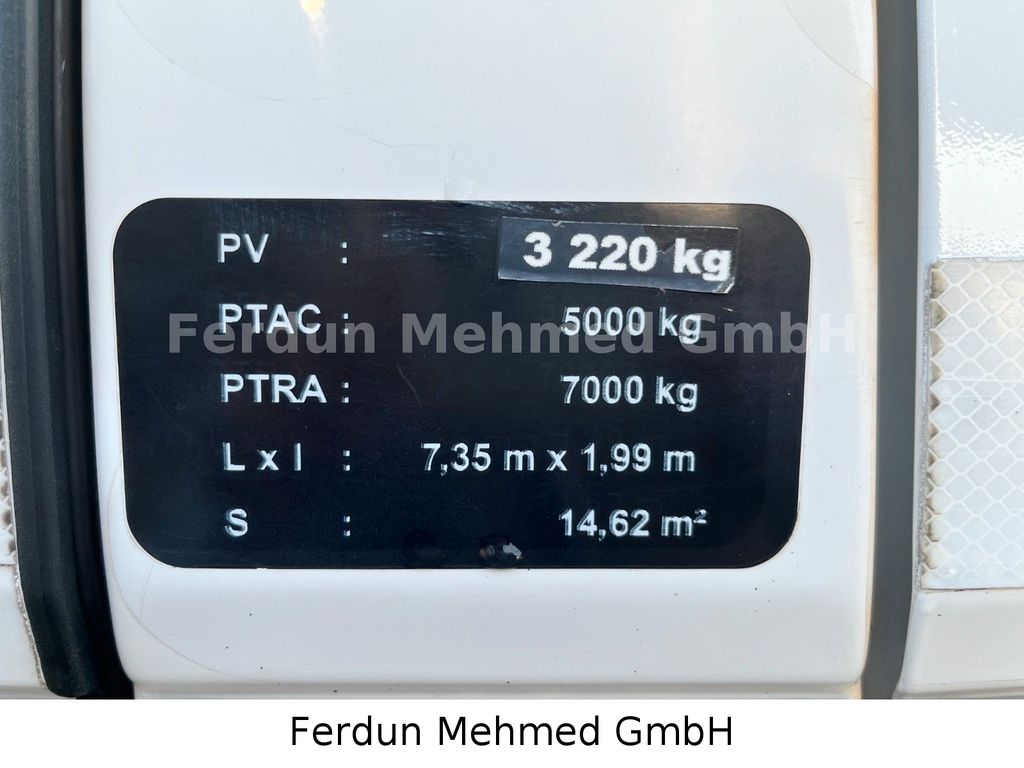 PV : 3 220 kg
PTAC : 5000 kg
Ferdun Mehmed GmbH
PTRA : 7000 kg
L x l : 7,35 m x 1,99 m
S : 14,62 m²
Ferdun Mehmed GmbH